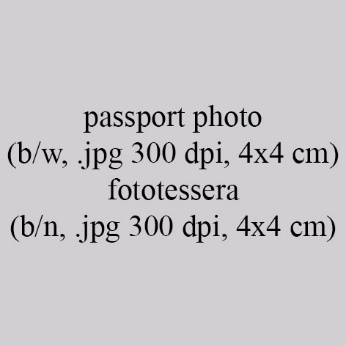 passport photo
(b/w, .jpg 300 dpi, 4x4 cm)
fototessera
(b/n, .jpg 300 dpi, 4x4 cm)